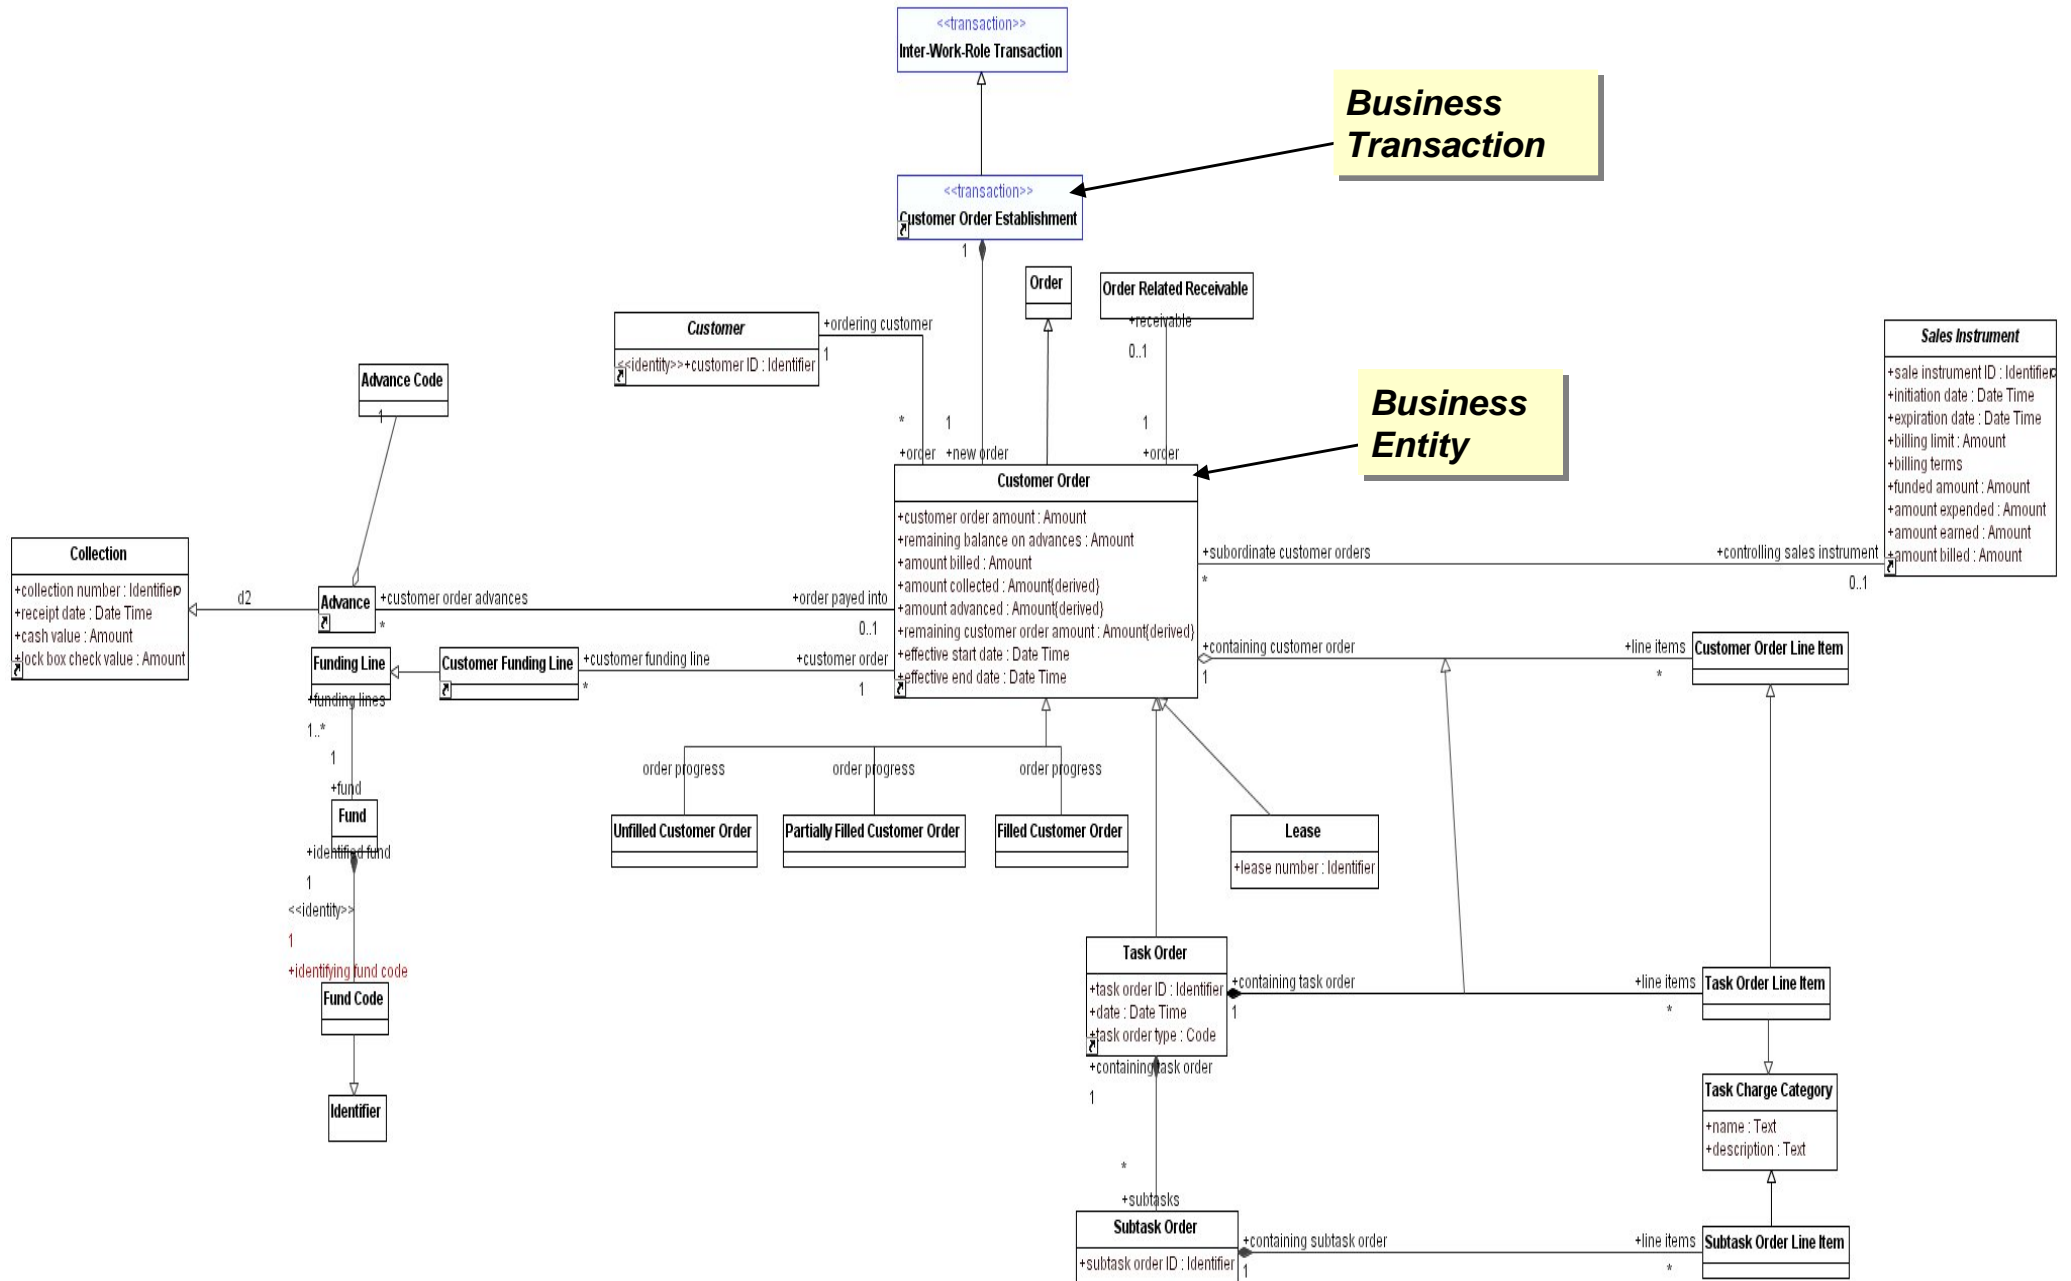 <<transaction>>
Inter-Work-Role Transaction
Business
Transaction
<<transaction>>
Customer Order Establishment
1
Order
Order Related Receivable
+receivable
0..1
Customer
<<identity>>+customer ID : Identifier
+ordering customer
1
Sales Instrument
+sale instrument ID : Identifier
+initiation date : Date Time
+expiration date : Date Time
+billing limit : Amount
+billing terms
+funded amount : Amount
+amount expended : Amount
+amount earned : Amount
+amount billed : Amount
Advance Code
1
Business
Entity
*
+order
1
+new order
1
+order
Customer Order
+customer order amount : Amount
+remaining balance on advances : Amount
+amount billed : Amount
+amount collected : Amount{derived}
+amount advanced : Amount{derived}
+remaining customer order amount : Amount{derived}
+effective start date : Date Time
+effective end date : Date Time
+subordinate customer orders
*
+controlling sales instrument
0..1
Collection
+collection number : Identifier
+receipt date : Date Time
+cash value : Amount
+lock box check value : Amount
d2
Advance
+customer order advances
*
+order payed into
0..1
Funding Line
Customer Funding Line
+customer funding line
*
+customer order
1
+containing customer order
1
+line items
*
Customer Order Line Item
+funding lines
1..*
1
+fund
Fund
+identified fund
1
<<identity>>
1
+identifying fund code
Fund Code
Identifier
order progress
order progress
order progress
Unfilled Customer Order
Partially Filled Customer Order
Filled Customer Order
Lease
+lease number : Identifier
Task Order
+task order ID : Identifier
+date : Date Time
+task order type : Code
+containing task order
1
+line items
*
Task Order Line Item
+containing task order
1
Task Charge Category
+name : Text
+description : Text
*
+subtasks
Subtask Order
+subtask order ID : Identifier
+containing subtask order
1
+line items
*
Subtask Order Line Item